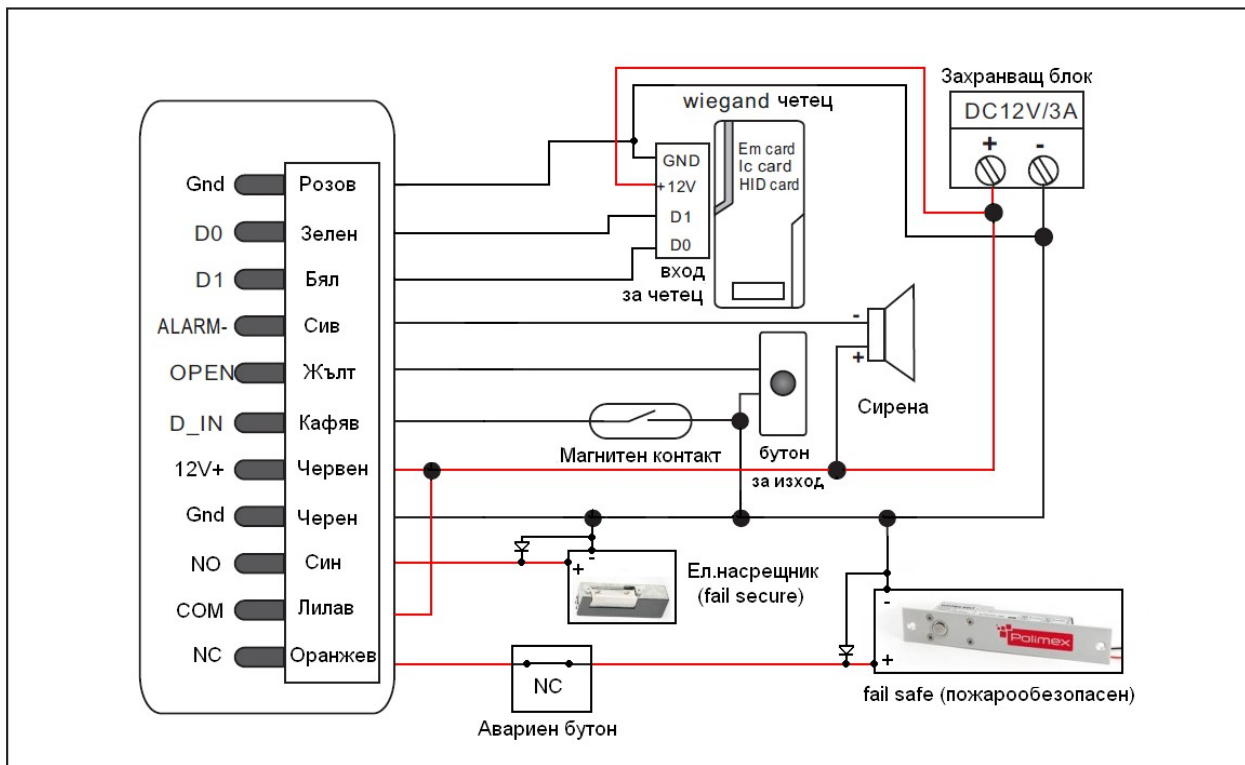 Захранващ блок
DC12V/3A
+ -
wiegand четец
GND
+12V
D1
D0
Em card
Ic card
HID card
вход
за четец
Gnd Розов
D0 Зелен
D1 Бял
ALARM- Сив
OPEN Жълт
D_IN Кафяв
12V+ Червен
Gnd Черен
NO Син
COM Лилав
NC Оранжев
-
+
Сирена
Магнитен контакт
бутон
за изход
-
+
Ел.насрещник
(fail secure)
-
+
Polimex
fail safe (пожарообезопасен)
NC
Авариен бутон